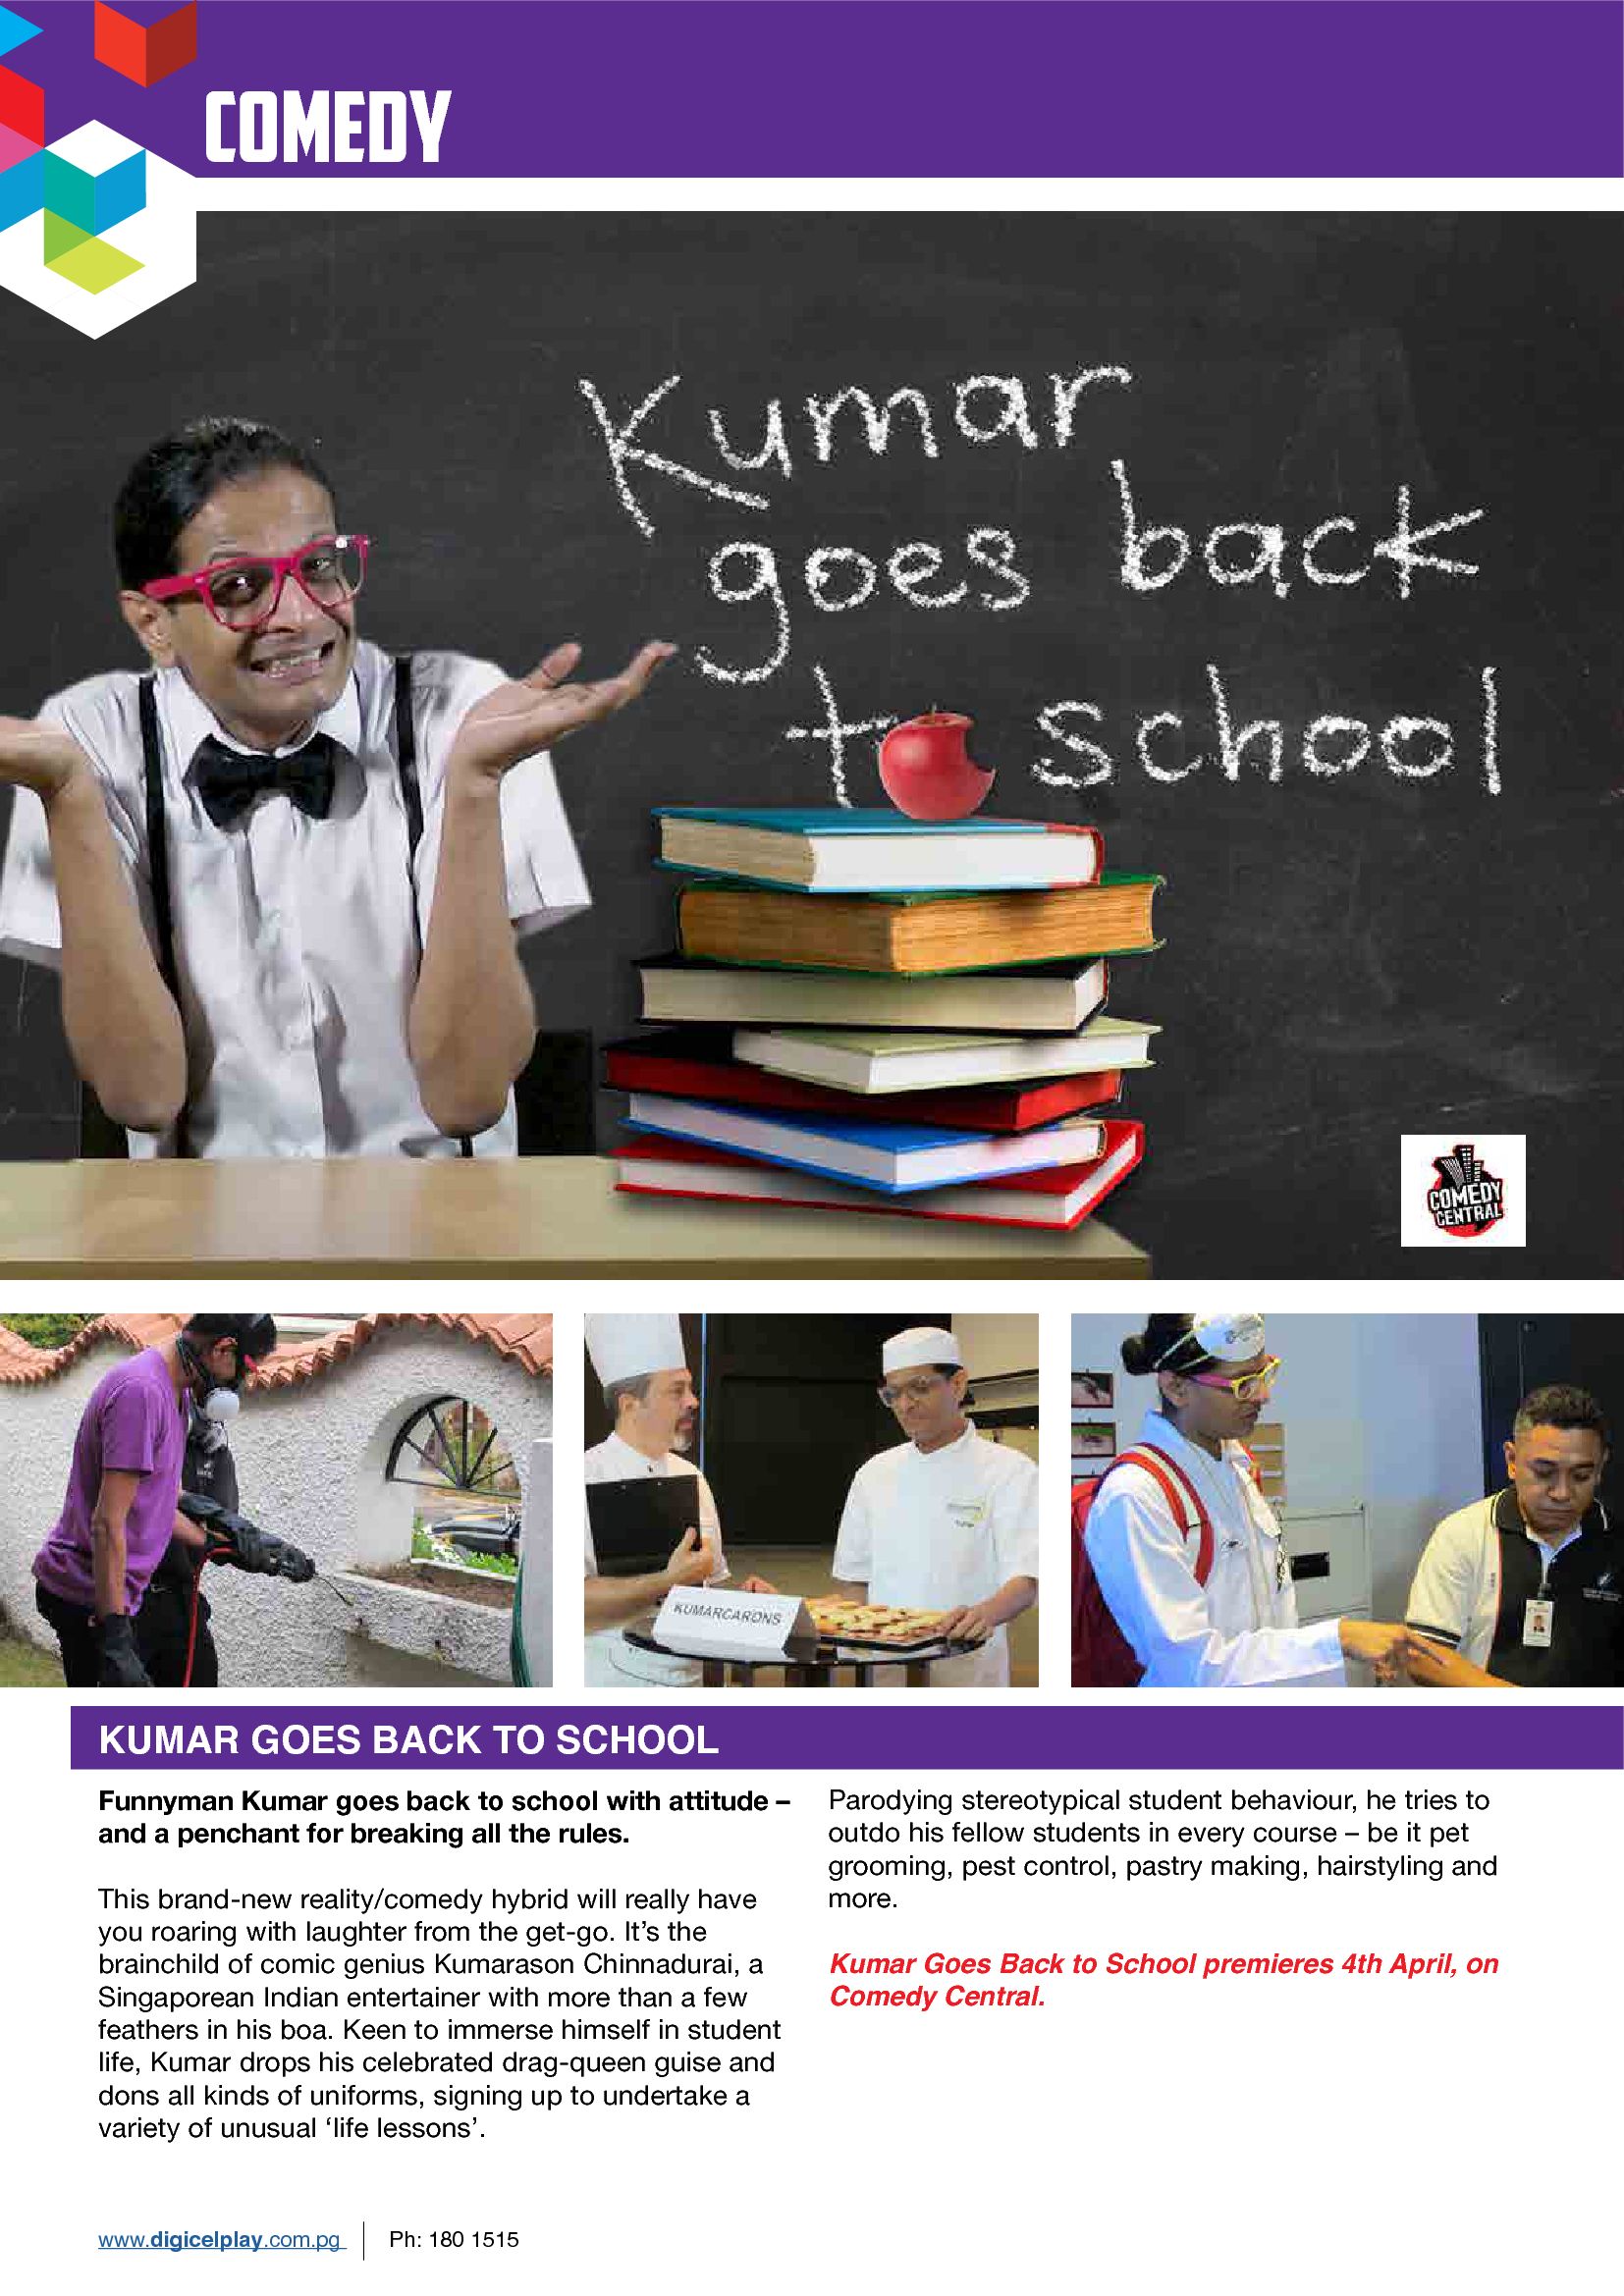 COMEDY
Kumar
goes back
to school
COMEDY
CENTRAL
KUMARCARONS
KUMAR GOES BACK TO SCHOOL
Funnyman Kumar goes back to school with attitude –
and a penchant for breaking all the rules.
This brand-new reality/comedy hybrid will really have
you roaring with laughter from the get-go. It’s the
brainchild of comic genius Kumarason Chinnadurai, a
Singaporean Indian entertainer with more than a few
feathers in his boa. Keen to immerse himself in student
life, Kumar drops his celebrated drag-queen guise and
dons all kinds of uniforms, signing up to undertake a
variety of unusual ‘life lessons’.
Parodying stereotypical student behaviour, he tries to
outdo his fellow students in every course – be it pet
grooming, pest control, pastry making, hairstyling and
more.
Kumar Goes Back to School premieres 4th April, on
Comedy Central.
www.digicelplay.com.pg
Ph: 180 1515